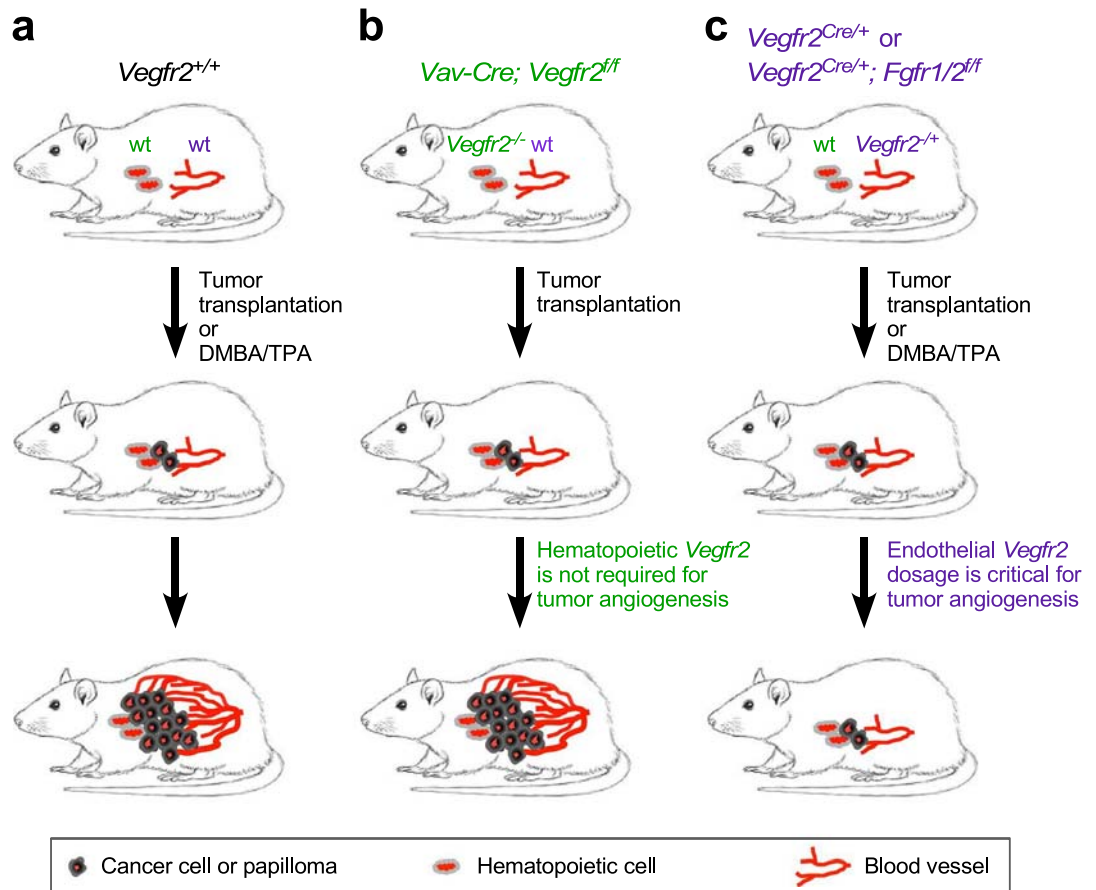 a
Vegfr2+/+
wt wt
Tumor
transplantation
or
DMBA/TPA
b
Vav-Cre; Vegfr2f/f
Vegfr2-/- wt
Tumor
transplantation
Hematopoietic Vegfr2
is not required for
tumor angiogenesis
c
Vegfr2Cre/+ or
Vegfr2Cre/+; Fgfr1/2f/f
wt Vegfr2-/+
Tumor
transplantation
or
DMBA/TPA
Endothelial Vegfr2
dosage is critical for
tumor angiogenesis
Cancer cell or papilloma
Hematopoietic cell
Blood vessel